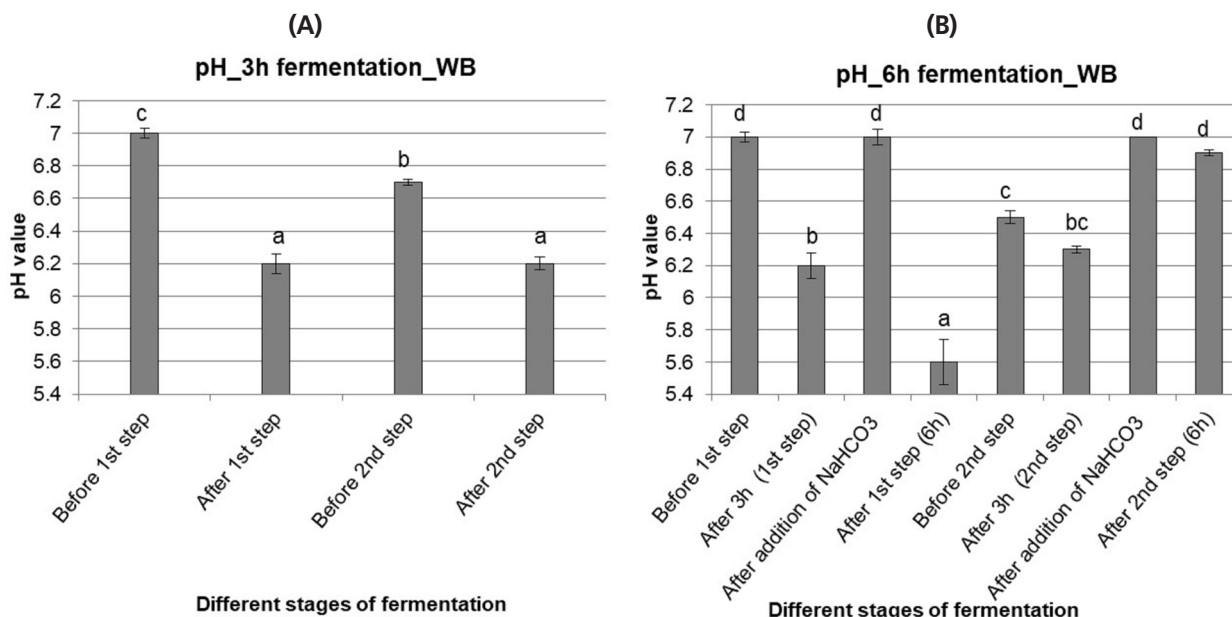 (A)
pH_3h fermentation_WB
pH value
7.2
7
6.8
6.6
6.4
6.2
6
5.8
5.6
5.4
c
a
b
a
Before 1st step
After 1st step
Before 2nd step
After 2nd step
Different stages of fermentation
(B)
pH_6h fermentation_WB
pH value
7.2
7
6.8
6.6
6.4
6.2
6
5.8
5.6
5.4
d
b
d
a
c
bc
d
d
Before 1st step
After 3h (1st step)
After addition of NaHCO3
After 1st step (6h)
Before 2nd step
After 3h (2nd step)
After addition of NaHCO3
After 2nd step (6h)
Different stages of fermentation